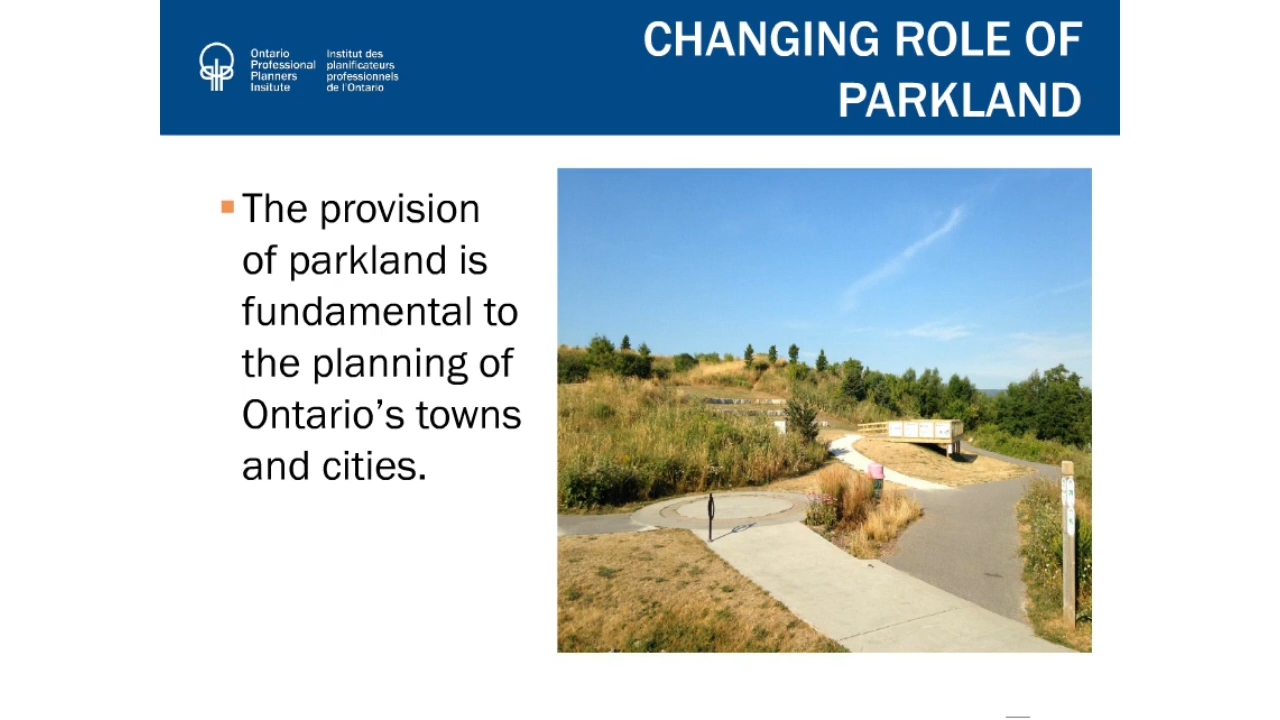 Ontario
Professional
Planners
Insitute
Institut des
planificateurs
professionnels
de l'Ontario
CHANGING ROLE OF
PARKLAND
The provision
of parkland is
fundamental to
the planning of
Ontario’s towns
and cities.